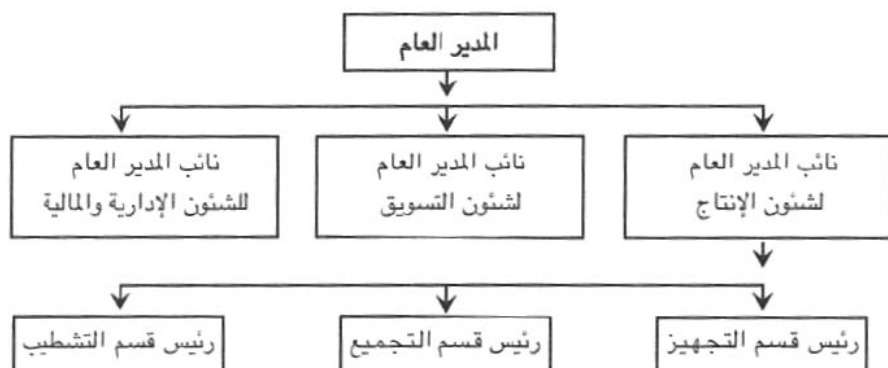 المدير العام
نائب المدير العام
لشئون الإنتاج
نائب المدير العام
لشئون التسويق
نائب المدير العام
للشئون الإدارية والمالية
رئيس قسم التجهيز
رئيس قسم التجميع
رئيس قسم التشطيب